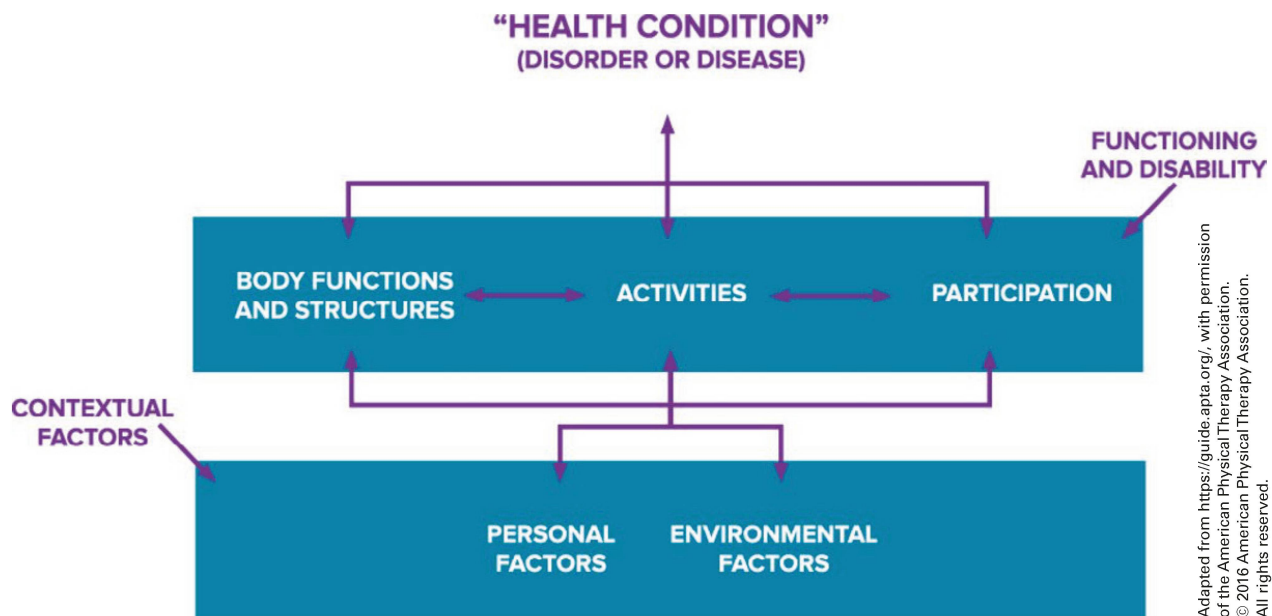 “HEALTH CONDITION”
(DISORDER OR DISEASE)
FUNCTIONING
AND DISABILITY
BODY FUNCTIONS
AND STRUCTURES
ACTIVITIES
PARTICIPATION
CONTEXTUAL
FACTORS
PERSONAL
FACTORS
ENVIRONMENTAL
FACTORS
Adapted from https://guide.apta.org/, with permission
of the American Physical Therapy Association.
© 2016 American Physical Therapy Association.
All rights reserved.